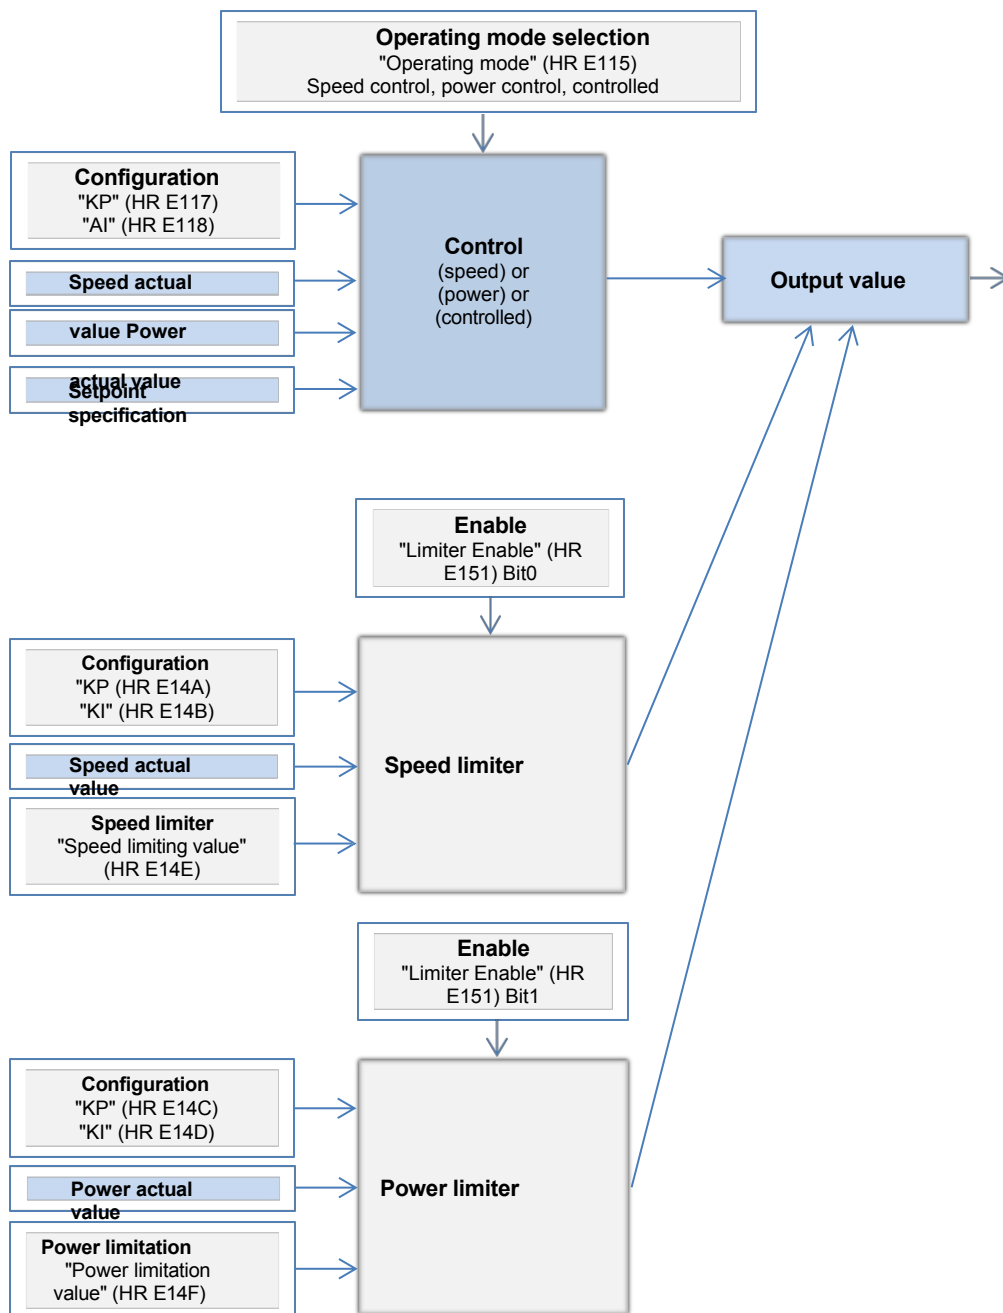 Operating mode selection
"Operating mode" (HR E115)
Speed control, power control, controlled
Configuration
"KP" (HR E117)
"AI" (HR E118)
Speed actual
value Power
actual value
Setpoint
specification
Control
(speed) or
(power) or
(controlled)
Output value
Enable
"Limiter Enable" (HR
E151) Bit0
Configuration
"KP (HR E14A)
"KI" (HR E14B)
Speed actual
value
Speed limiter
"Speed limiting value"
(HR E14E)
Speed limiter
Enable
"Limiter Enable" (HR
E151) Bit1
Configuration
"KP" (HR E14C)
"KI" (HR E14D)
Power actual
value
Power limitation
"Power limitation
value" (HR E14F)
Power limiter